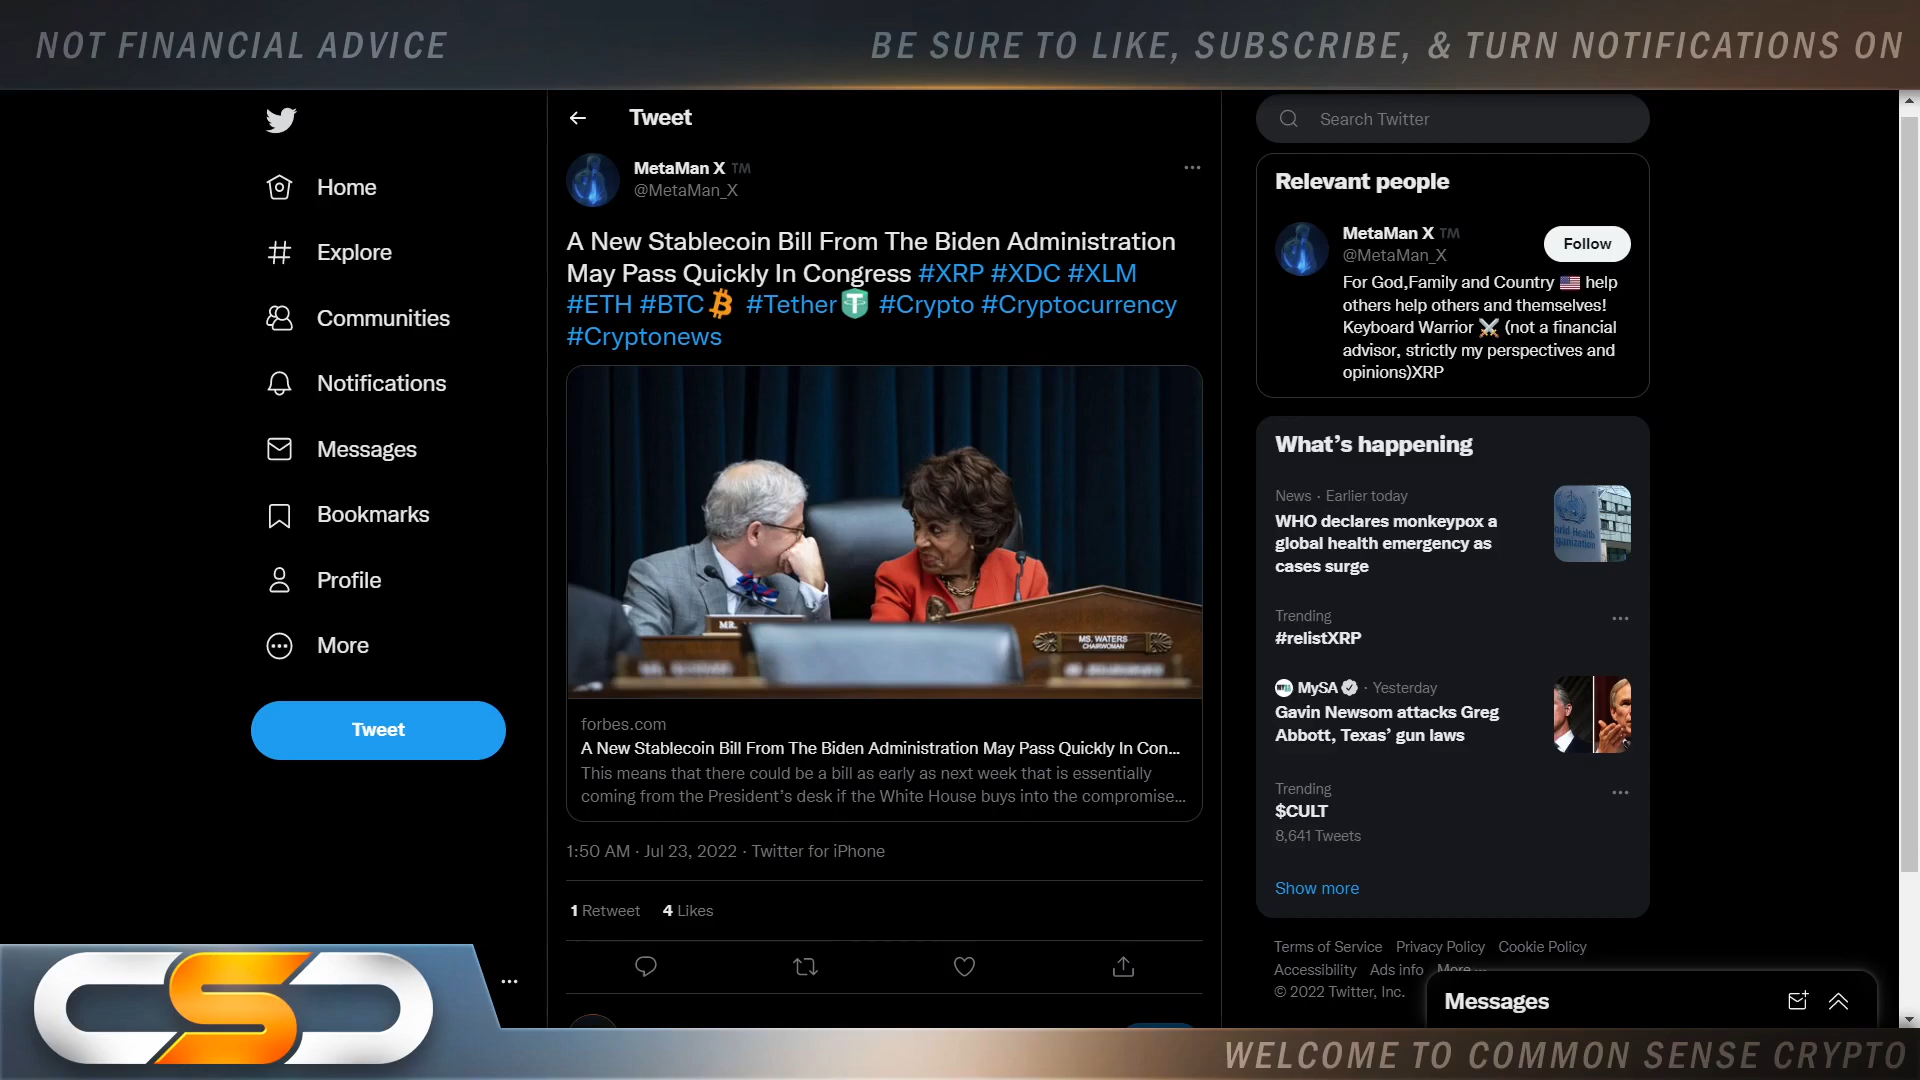 NOT FINANCIAL ADVICE
BE SURE TO LIKE, SUBSCRIBE, & TURN NOTIFICATIONS ON
Home
Explore
Communities
Notifications
Messages
Bookmarks
Profile
More
Tweet
Tweet
MetaMan X TM
@MetaMan_X
A New Stablecoin Bill From The Biden Administration
May Pass Quickly In Congress #XRP #XDC #XLM
#ETH #BTC #Tether #Crypto #Cryptocurrency
#Cryptonews
MR.
MS. WATERS
CHAIRWOMAN
forbes.com
A New Stablecoin Bill From The Biden Administration May Pass Quickly In Con...
This means that there could be a bill as early as next week that is essentially
coming from the President's desk if the White House buys into the compromise...
1:50 AM · Jul 23, 2022 · Twitter for iPhone
1 Retweet 4 Likes
Search Twitter
Relevant people
MetaMan X TM
@MetaMan_X
Follow
For God,Family and Country 🇺🇸 help
others help others and themselves!
Keyboard Warrior ⚔️ (not a financial
advisor, strictly my perspectives and
opinions)XRP
What's happening
News · Earlier today
WHO declares monkeypox a
global health emergency as
cases surge
Trending
#relistXRP
MySA · Yesterday
Gavin Newsom attacks Greg
Abbott, Texas' gun laws
Trending
$CULT
8,641 Tweets
Show more
Terms of Service Privacy Policy Cookie Policy
Accessibility Ads info More ...
© 2022 Twitter, Inc.
Messages
CSC
WELCOME TO COMMON SENSE CRYPTO